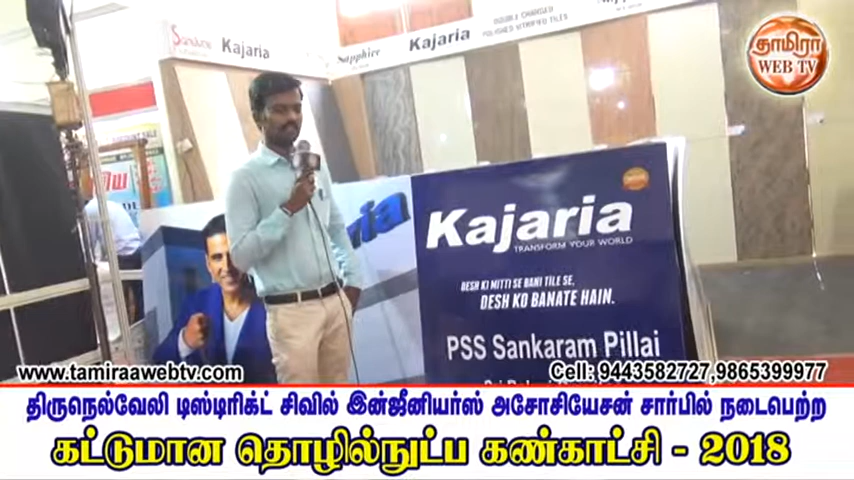 Sanitaryware Kajaria
Sapphire Kajaria
DOUBLE CHARGED
POLISHED VITRIFIED TILES
தாமிரா
WEB TV
Kajaria
TRANSFORM YOUR WORLD
DESH KI MITTI SE BANI TILE SE,
DESH KO BANATE HAIN.
PSS Sankaram Pillai
www.tamiraawebtv.com
Cell: 9443582727,9865399977
திருநெல்வேலி டிஸ்டிரிக்ட் சிவில் இன்ஜீனியர்ஸ் அசோசியேசன் சார்பில் நடைபெற்ற
கட்டுமான தொழில்நுட்ப கண்காட்சி - 2018